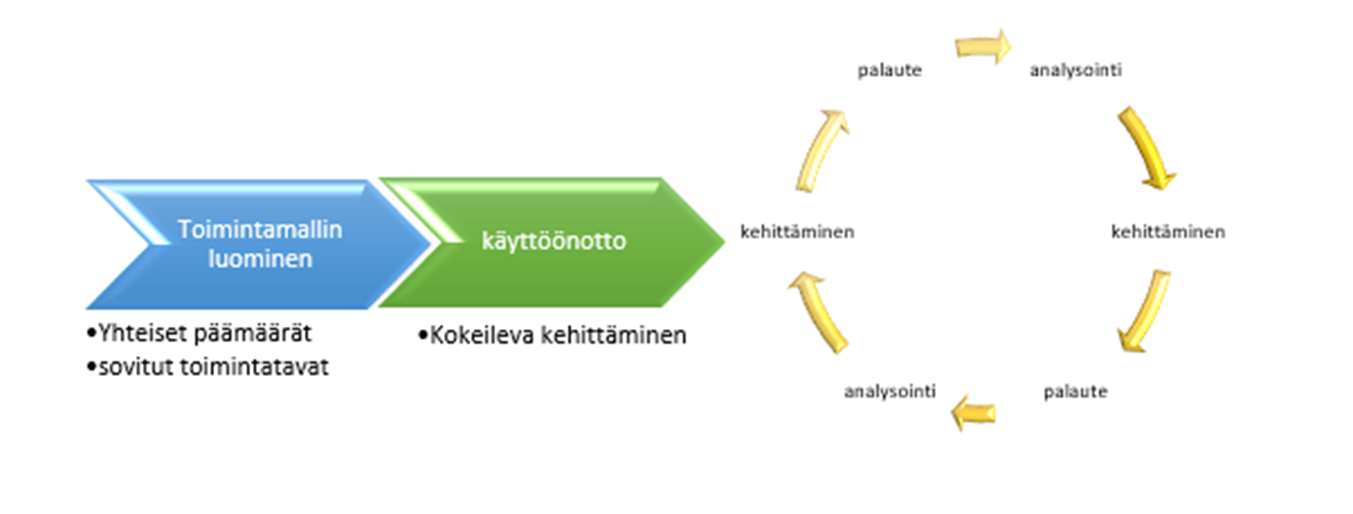 Toimintamallin
luominen
•Yhteiset päämäärät
•sovitut toimintatavat
käyttöönotto
•Kokeileva kehittäminen
palaute
analysointi
kehittäminen
palaute
analysointi
kehittäminen